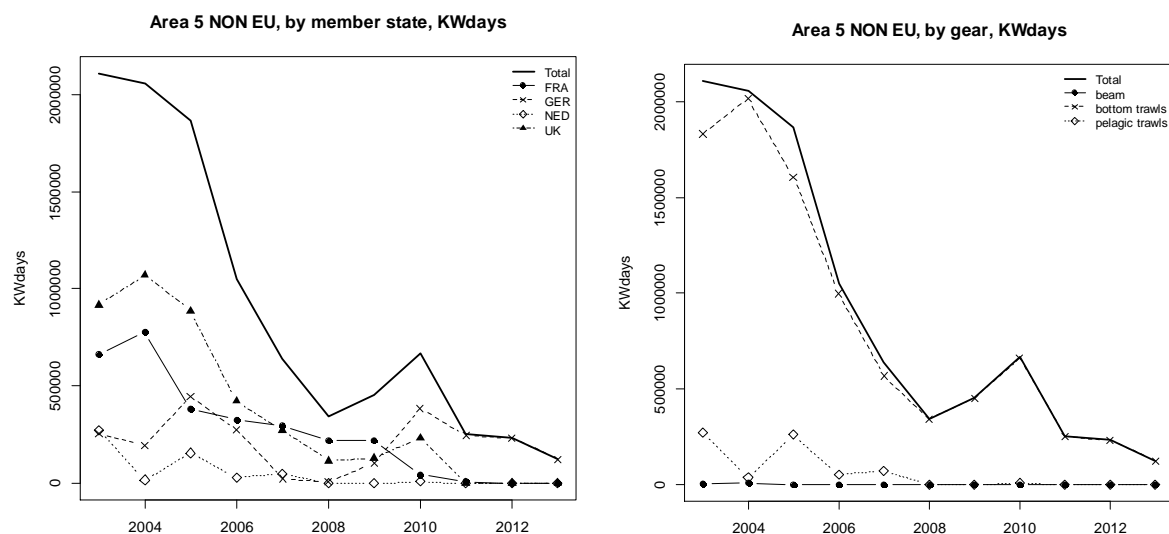 Area 5 NON EU, by member state, KWdays
KWdays
2000000
1500000
1000000
500000
0
2004
2006
2008
2010
2012
Total
FRA
GER
NED
UK
Area 5 NON EU, by gear, KWdays
KWdays
2000000
1500000
1000000
500000
0
2004
2006
2008
2010
2012
Total
beam
bottom trawls
pelagic trawls